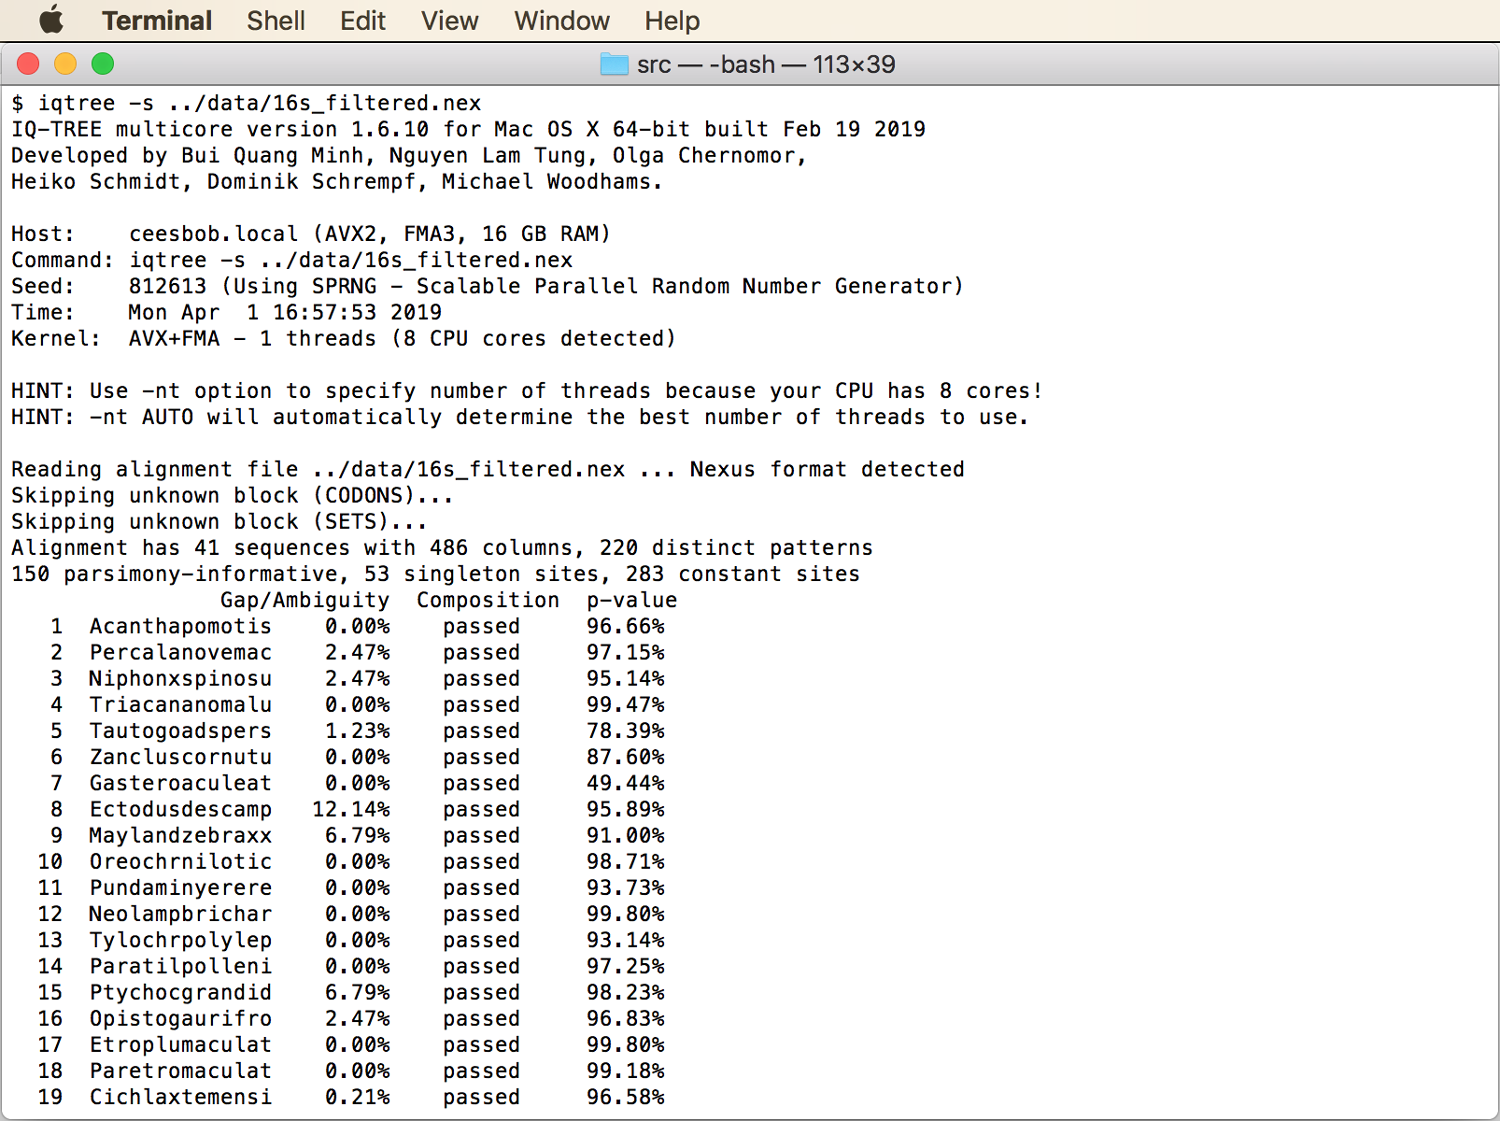 Terminal Shell Edit View Window Help
src — -bash — 113×39
$ iqtree -s ../data/16s_filtered.nex
IQ-TREE multicore version 1.6.10 for Mac OS X 64-bit built Feb 19 2019
Developed by Bui Quang Minh, Nguyen Lam Tung, Olga Chernomor,
Heiko Schmidt, Dominik Schrempf, Michael Woodhams.
Host:    ceesbob.local (AVX2, FMA3, 16 GB RAM)
Command: iqtree -s ../data/16s_filtered.nex
Seed:    812613 (Using SPRNG - Scalable Parallel Random Number Generator)
Time:    Mon Apr  1 16:57:53 2019
Kernel:  AVX+FMA - 1 threads (8 CPU cores detected)
HINT: Use -nt option to specify number of threads because your CPU has 8 cores!
HINT: -nt AUTO will automatically determine the best number of threads to use.
Reading alignment file ../data/16s_filtered.nex ... Nexus format detected
Skipping unknown block (CODONS)...
Skipping unknown block (SETS)...
Alignment has 41 sequences with 486 columns, 220 distinct patterns
150 parsimony-informative, 53 singleton sites, 283 constant sites
Gap/Ambiguity  Composition  p-value
1  Acanthapomotis    0.00%    passed     96.66%
2  Percalanovemac    2.47%    passed     97.15%
3  Niphonxspinosu    2.47%    passed     95.14%
4  Triacananomalu    0.00%    passed     99.47%
5  Tautogoadspers    1.23%    passed     78.39%
6  Zancluscornutu    0.00%    passed     87.60%
7  Gasteroaculeat    0.00%    passed     49.44%
8  Ectodusdescamp   12.14%    passed     95.89%
9  Maylandzebraxx    6.79%    passed     91.00%
10  Oreochrnilotic    0.00%    passed     98.71%
11  Pundaminyerere    0.00%    passed     93.73%
12  Neolampbrichar    0.00%    passed     99.80%
13  Tylochrpolylep    0.00%    passed     93.14%
14  Paratilpolleni    0.00%    passed     97.25%
15  Ptychocgrandid    6.79%    passed     98.23%
16  Opistogaurifro    2.47%    passed     96.83%
17  Etroplumaculat    0.00%    passed     99.80%
18  Paretromaculat    0.00%    passed     99.18%
19  Cichlaxtemensi    0.21%    passed     96.58%